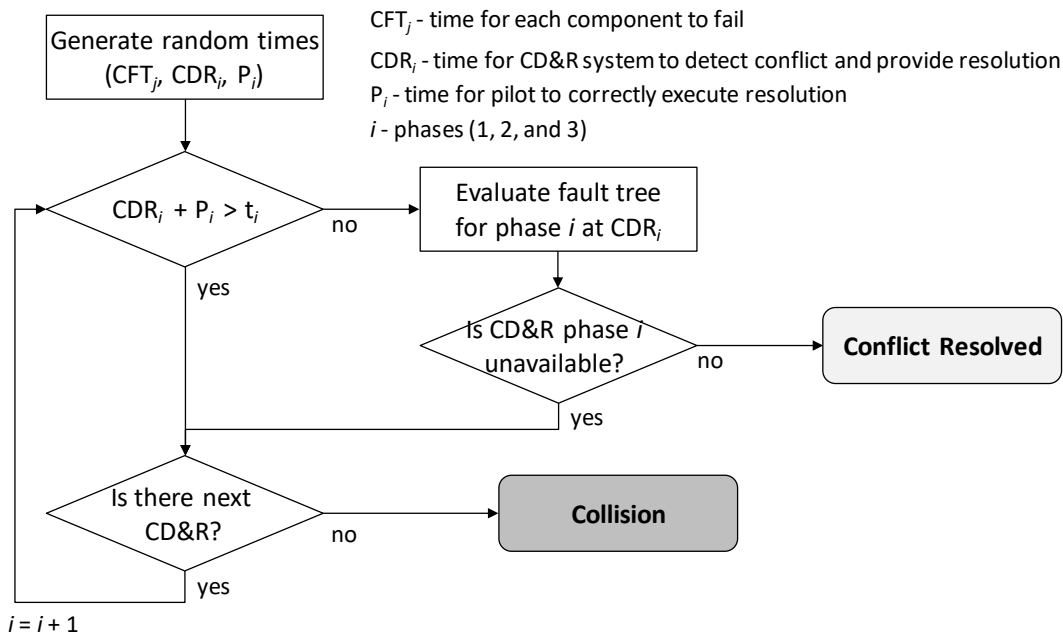 Generate random times
(CFTj, CDRi, Pi)
CFTj - time for each component to fail
CDRi - time for CD&R system to detect conflict and provide resolution
Pi - time for pilot to correctly execute resolution
i - phases (1, 2, and 3)
CDRi + Pi > ti
no
yes
Evaluate fault tree
for phase i at CDRi
Is CD&R phase i
unavailable?
no
yes
Conflict Resolved
Is there next
CD&R?
no
yes
Collision
i = i + 1